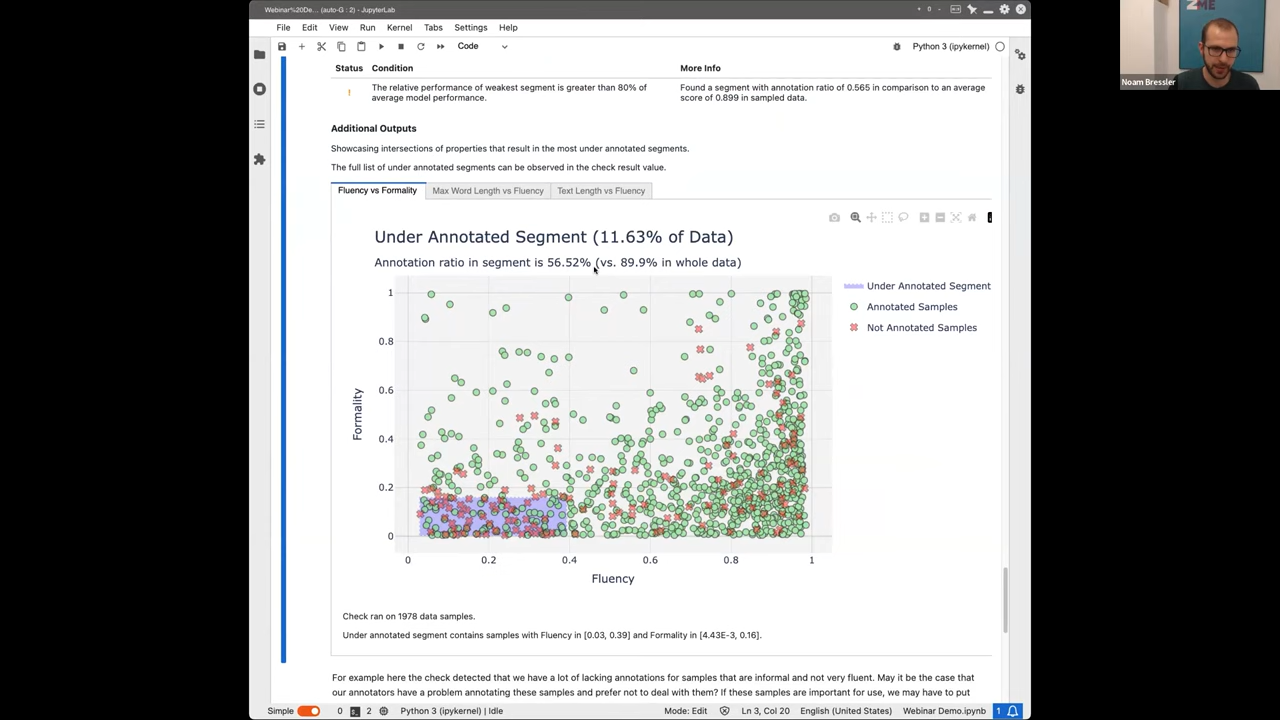 Webinar%20De... (auto-G : 2) - JupyterLab
File Edit View Run Kernel Tabs Settings Help
Code
Python 3 (ipykernel)
ZME
Noam Bressler
Status Condition More Info
! The relative performance of weakest segment is greater than 80% of
average model performance.
Found a segment with annotation ratio of 0.565 in comparison to an average
score of 0.899 in sampled data.
Additional Outputs
Showcasing intersections of properties that result in the most under annotated segments.
The full list of under annotated segments can be observed in the check result value.
Fluency vs Formality Max Word Length vs Fluency Text Length vs Fluency
Under Annotated Segment (11.63% of Data)
Annotation ratio in segment is 56.52% (vs. 89.9% in whole data)
Under Annotated Segment
Annotated Samples
Not Annotated Samples
1
0.8
0.6
0.4
0.2
0
Formality
0 0.2 0.4 0.6 0.8 1
Fluency
Check ran on 1978 data samples.
Under annotated segment contains samples with Fluency in [0.03, 0.39] and Formality in [4.43E-3, 0.16].
For example here the check detected that we have a lot of lacking annotations for samples that are informal and not very fluent. May it be the case that
our annotators have a problem annotating these samples and prefer not to deal with them? If these samples are important for use, we may have to put
Simple 0 2 Python 3 (ipykernel) | Idle Mode: Edit Ln 3, Col 20 English (United States) Webinar Demo.ipynb 1